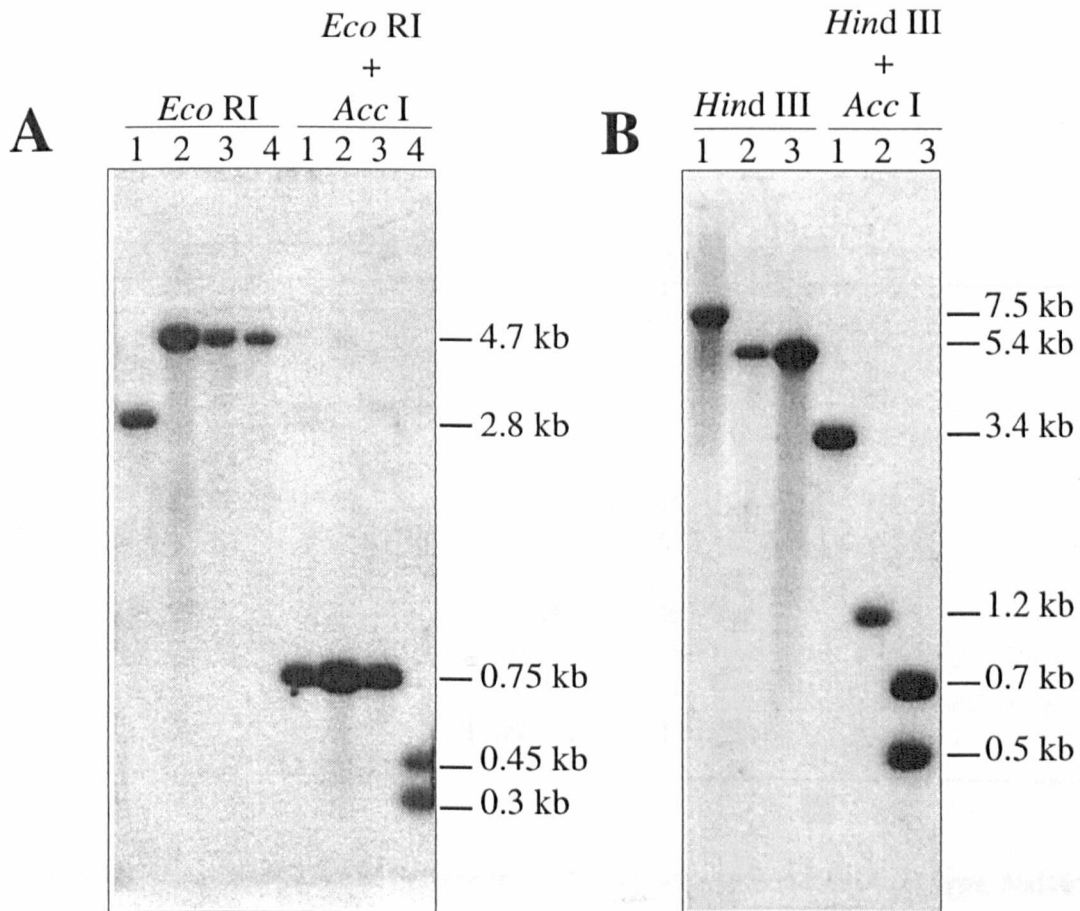 A
Eco RI
Eco RI
+
Acc I
1 2 3 4 1 2 3 4
4.7 kb
2.8 kb
0.75 kb
0.45 kb
0.3 kb
B
Hind III
Hind III
+
Acc I
1 2 3 1 2 3
7.5 kb
5.4 kb
3.4 kb
1.2 kb
0.7 kb
0.5 kb